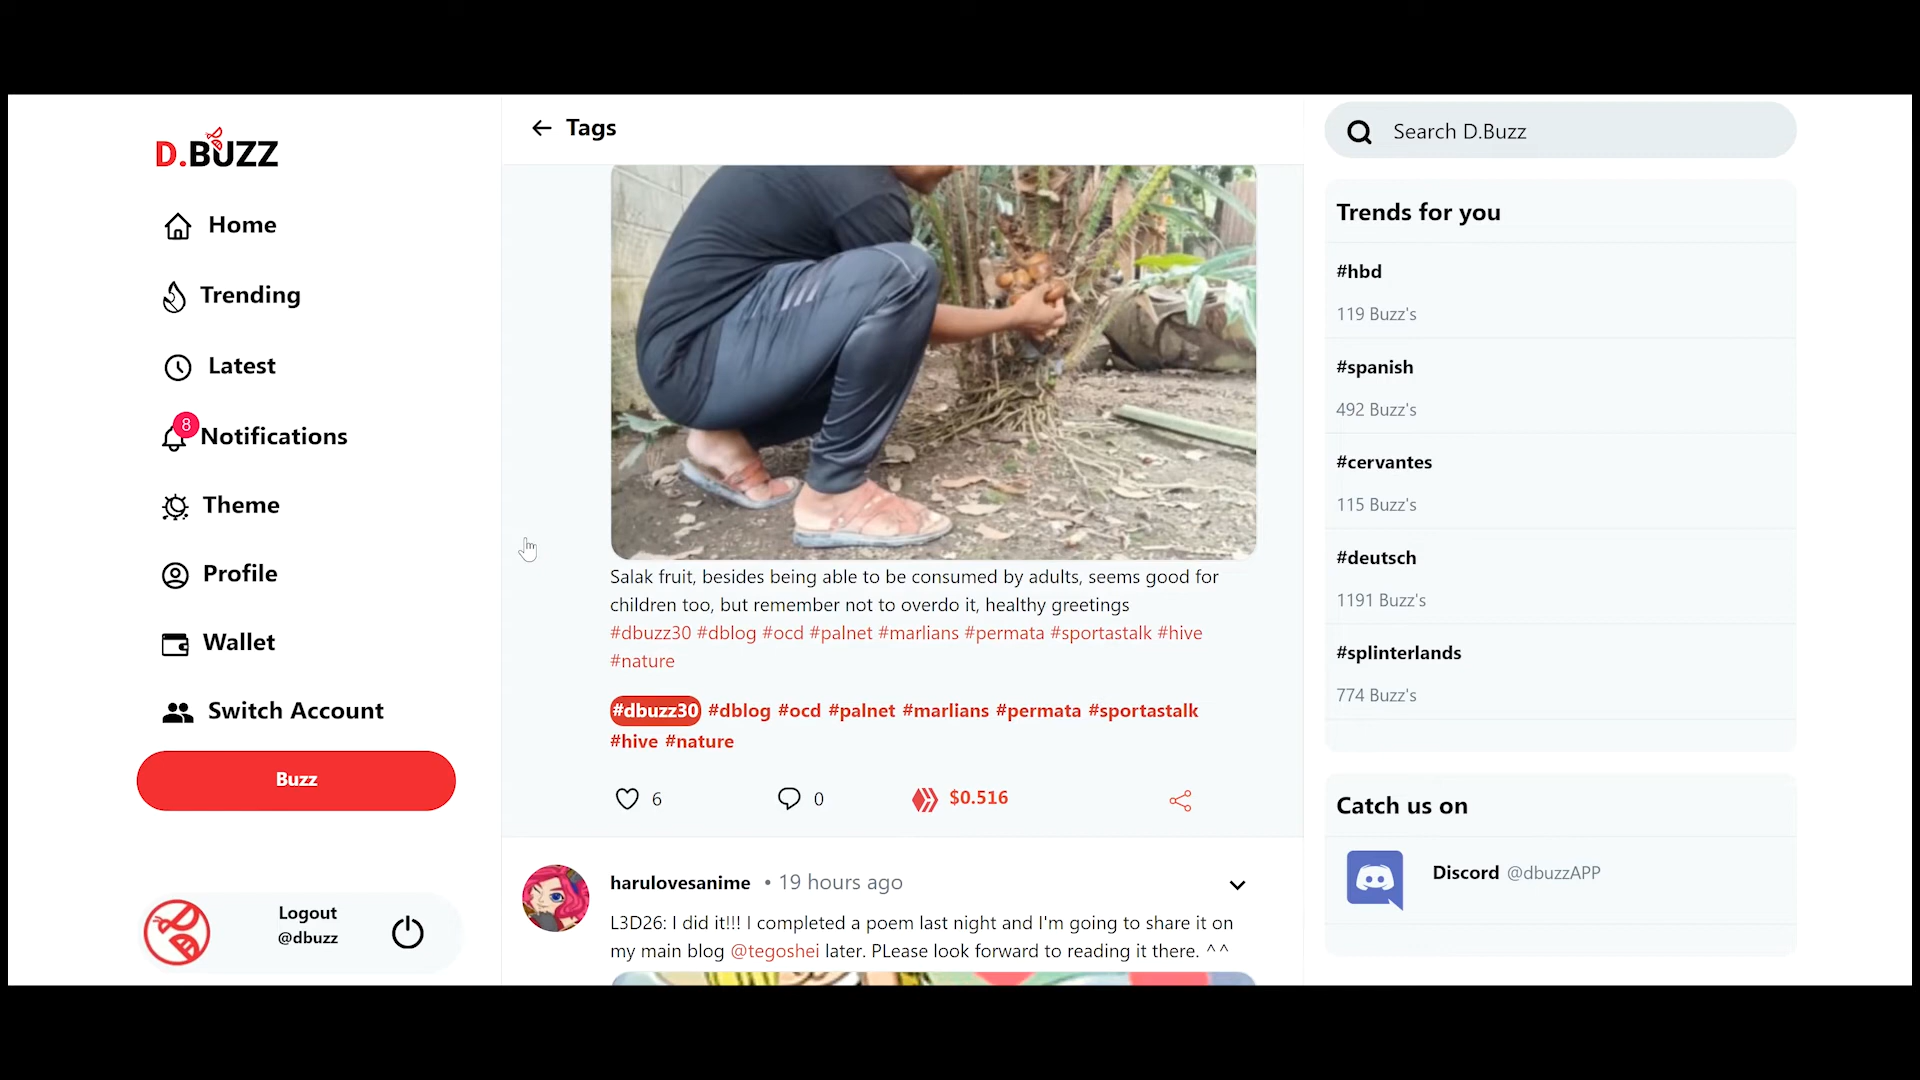 D.BUZZ
Home
Trending
Latest
8
Notifications
Theme
Profile
Wallet
Switch Account
Buzz
Logout
@dbuzz
Tags
Salak fruit, besides being able to be consumed by adults, seems good for
children too, but remember not to overdo it, healthy greetings
#dbuzz30 #dblog #ocd #palnet #marlians #permata #sportastalk #hive
#nature
#dbuzz30 #dblog #ocd #palnet #marlians #permata #sportastalk
#hive #nature
6
0
$0.516
harulovesanime • 19 hours ago
L3D26: I did it!!! I completed a poem last night and I'm going to share it on
my main blog @tegoshei later. PLease look forward to reading it there. ^^
Search D.Buzz
Trends for you
#hbd
119 Buzz's
#spanish
492 Buzz's
#cervantes
115 Buzz's
#deutsch
1191 Buzz's
#splinterlands
774 Buzz's
Catch us on
Discord @dbuzzAPP